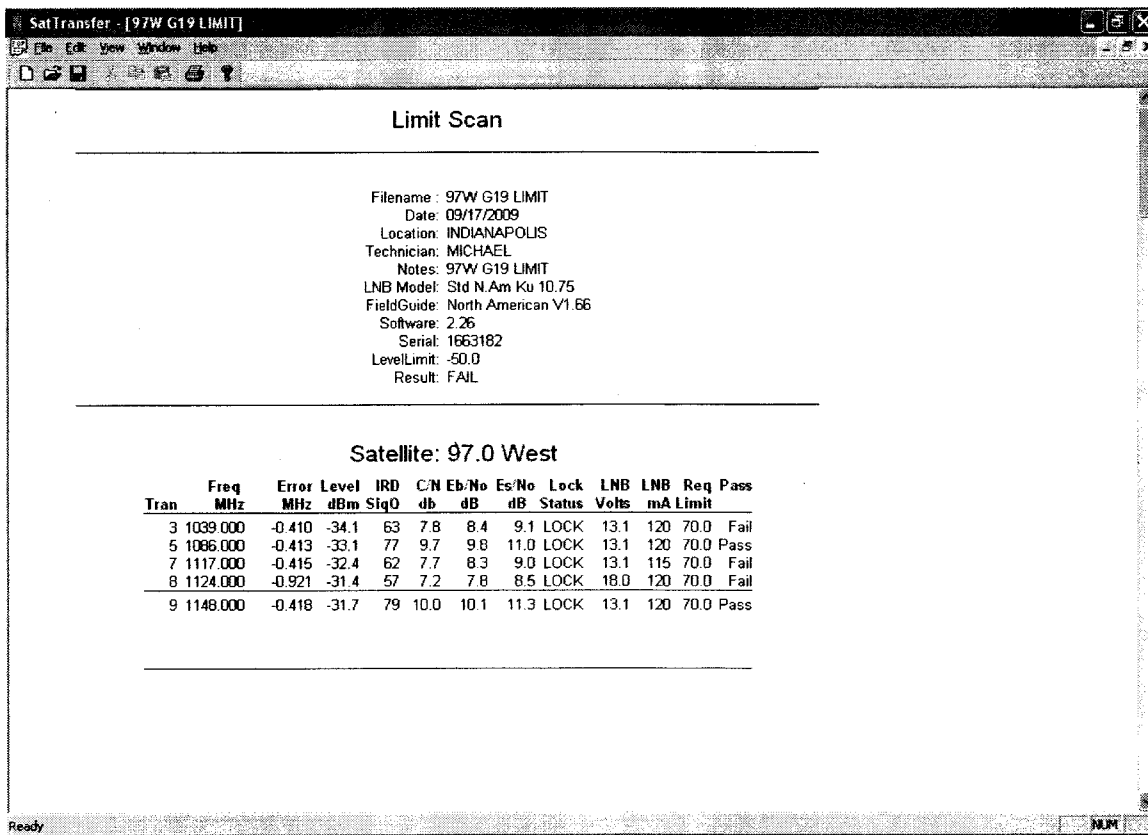 SatTransfer - [97W G19 LIMIT]
File Edit View Window Help
Limit Scan
Filename : 97W G19 LIMIT
Date: 09/17/2009
Location: INDIANAPOLIS
Technician: MICHAEL
Notes: 97W G19 LIMIT
LNB Model: Std N.Am Ku 10.75
FieldGuide: North American V1.66
Software: 2.26
Serial: 1663182
LevelLimit: -50.0
Result: FAIL
Satellite: 97.0 West
Freq Error Level IRD C/N Eb/No Es/No Lock LNB LNB Req Pass
Tran MHz MHz dBm SigQ db dB dB Status Volts mA Limit
3 1039.000 -0.410 -34.1 63 7.8 8.4 9.1 LOCK 13.1 120 70.0 Fail
5 1086.000 -0.413 -33.1 77 9.7 9.8 11.0 LOCK 13.1 120 70.0 Pass
7 1117.000 -0.415 -32.4 62 7.7 8.3 9.0 LOCK 13.1 115 70.0 Fail
8 1124.000 -0.921 -31.4 57 7.2 7.8 8.5 LOCK 18.0 120 70.0 Fail
9 1148.000 -0.418 -31.7 79 10.0 10.1 11.3 LOCK 13.1 120 70.0 Pass
Ready NUM